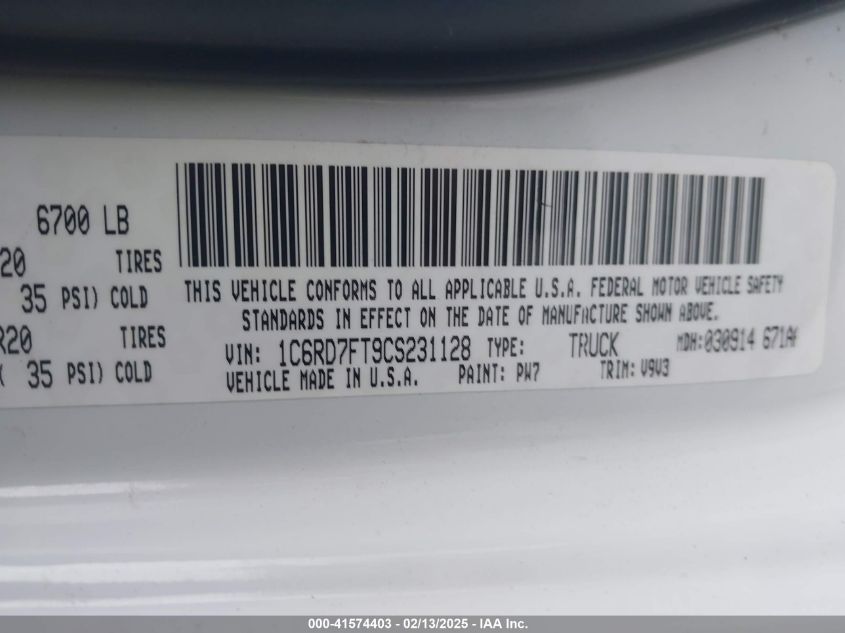 6700 LB
20 TIRES
35 PSI) COLD
R20 TIRES
( 35 PSI) COLD
THIS VEHICLE CONFORMS TO ALL APPLICABLE U.S.A. FEDERAL MOTOR VEHICLE SAFETY
STANDARDS IN EFFECT ON THE DATE OF MANUFACTURE SHOWN ABOVE.
VIN: 1C6RD7FT9CS231128 TYPE: TRUCK MDH: 030914 671A
VEHICLE MADE IN U.S.A. PAINT: PW7 TRIM: V9V3
000-41574403 - 02/13/2025 - IAA Inc.